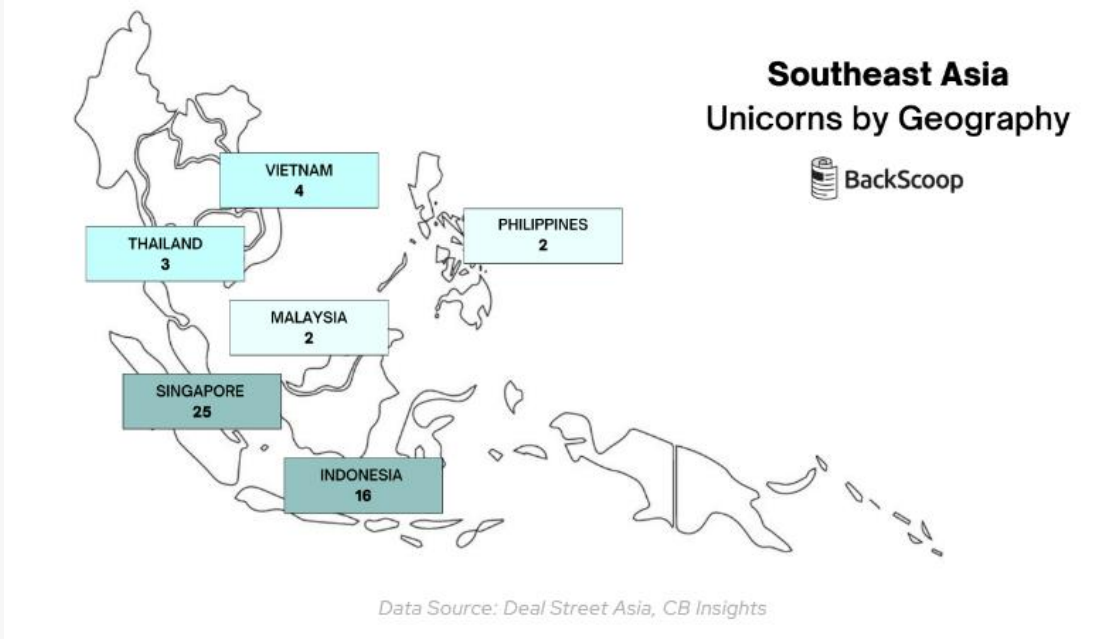 Southeast Asia
Unicorns by Geography
BackScoop
VIETNAM
4
PHILIPPINES
2
THAILAND
3
MALAYSIA
2
SINGAPORE
25
INDONESIA
16
Data Source: Deal Street Asia, CB Insights